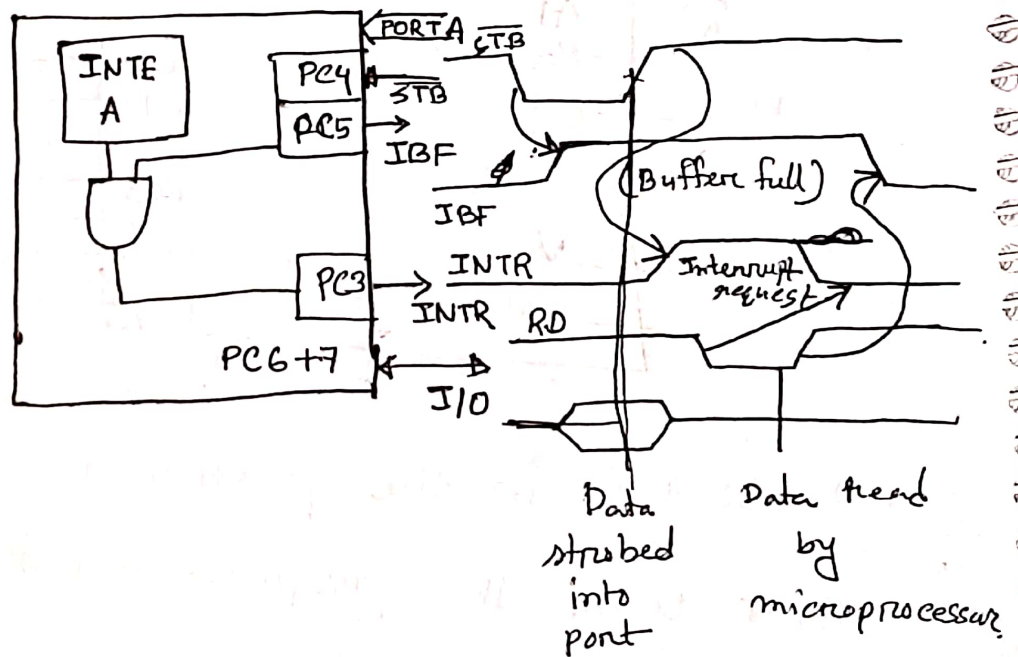 INTE
A
PC4
PC5
PC3
PC6+7
PORTA
STB
IBF
INTR
I/O
STB
IBF
(Buffere full)
INTR
Interrupt
request
RD
Data
strobed
into
port
Data read
by
microprocessor